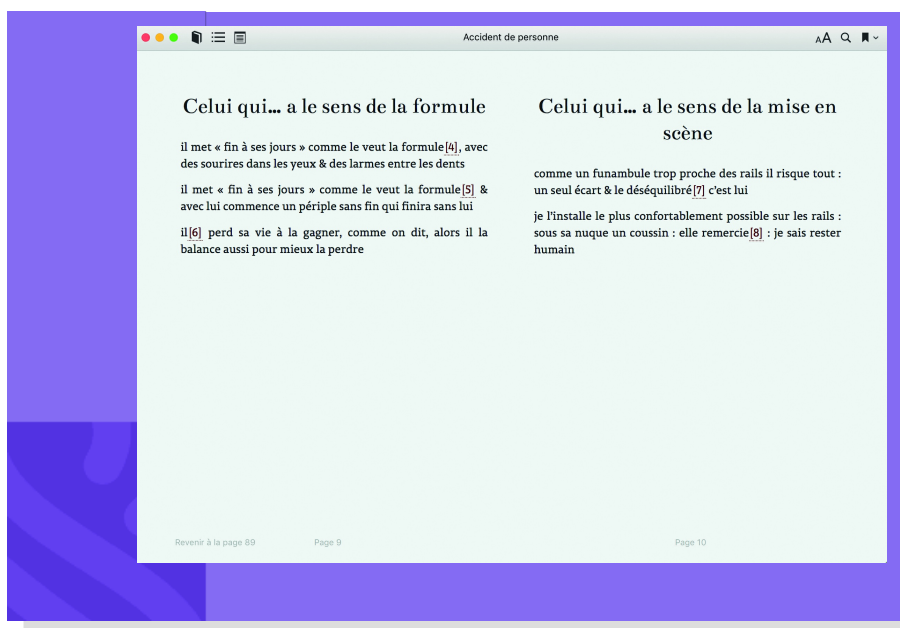 Accident de personne
AA
Celui qui... a le sens de la formule
il met « fin à ses jours » comme le veut la formule[4], avec
des sourires dans les yeux & des larmes entre les dents
il met « fin à ses jours » comme le veut la formule[5] &
avec lui commence un périple sans fin qui finira sans lui
il[6] perd sa vie à la gagner, comme on dit, alors il la
balance aussi pour mieux la perdre
Revenir à la page 89
Page 9
Celui qui... a le sens de la mise en
scène
comme un funambule trop proche des rails il risque tout :
un seul écart & le déséquilibré[7] c'est lui
je l'installe le plus confortablement possible sur les rails :
sous sa nuque un coussin : elle remercie[8] : je sais rester
humain
Page 10